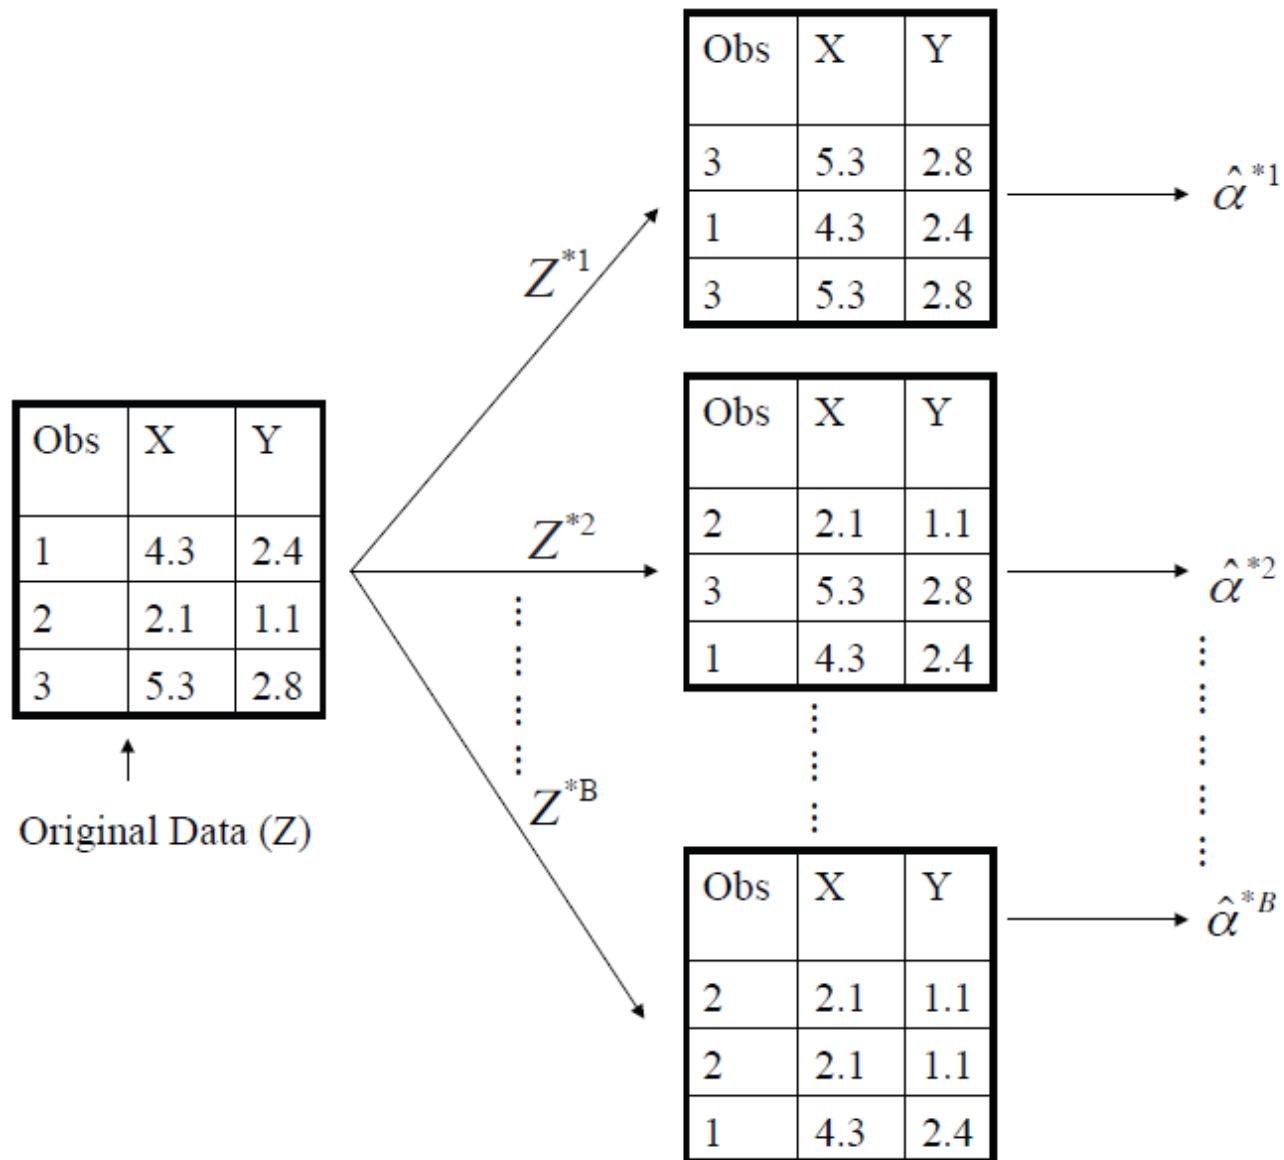 Obs X Y
1 4.3 2.4
2 2.1 1.1
3 5.3 2.8
Original Data (Z)
Z*1
Obs X Y
3 5.3 2.8
1 4.3 2.4
3 5.3 2.8
α̂*1
Z*2
Obs X Y
2 2.1 1.1
3 5.3 2.8
1 4.3 2.4
α̂*2
Z*B
Obs X Y
2 2.1 1.1
2 2.1 1.1
1 4.3 2.4
α̂*B